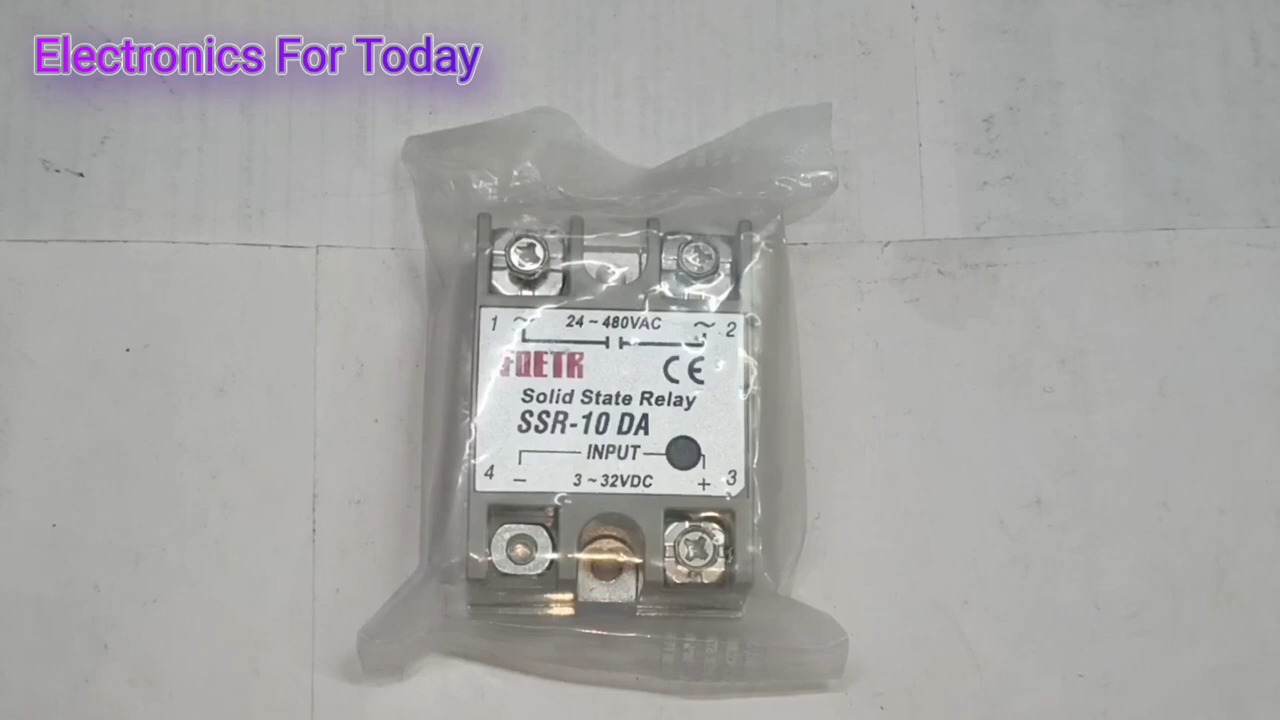 Electronics For Today
1 ~ 24 ~ 480VAC ~ 2
FQETR CE
Solid State Relay
SSR-10 DA
INPUT
4 − 3 ~ 32VDC + 3